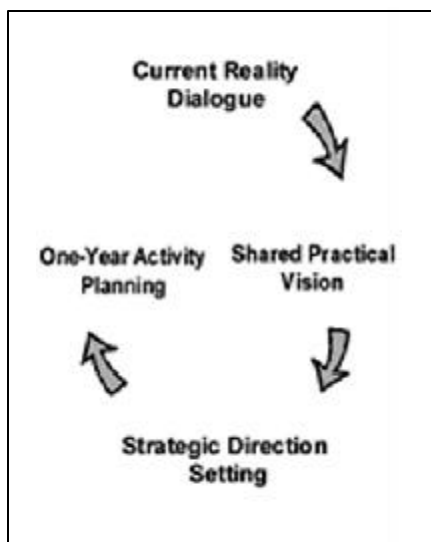 Current Reality
Dialogue
One-Year Activity
Planning
Shared Practical
Vision
Strategic Direction
Setting